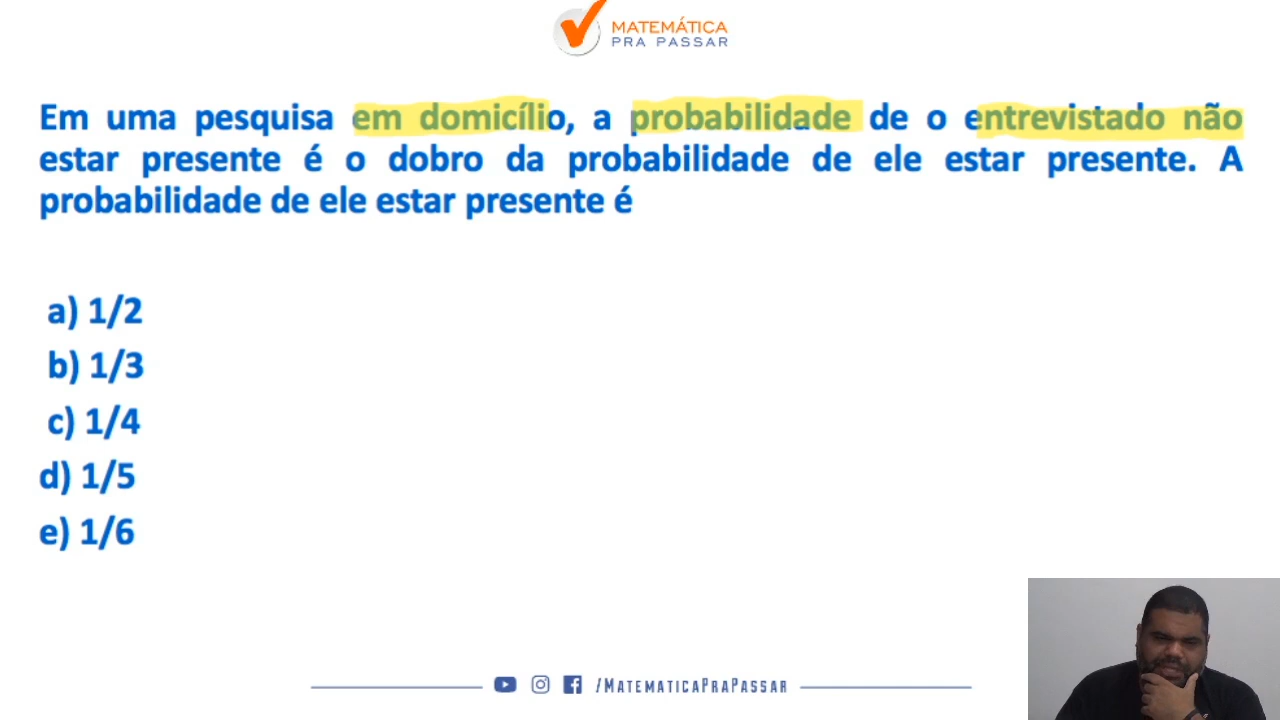 MATEMÁTICA
PRA PASSAR
Em uma pesquisa em domicílio, a probabilidade de o entrevistado não
estar presente é o dobro da probabilidade de ele estar presente. A
probabilidade de ele estar presente é
a) 1/2
b) 1/3
c) 1/4
d) 1/5
e) 1/6
/MATEMATICAPRAPASSAR